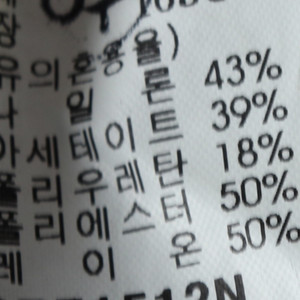 유의혼용율)
나일론 43%
아세테이트 39%
폴리우레탄 18%
폴리에스터 50%
레이온 50%